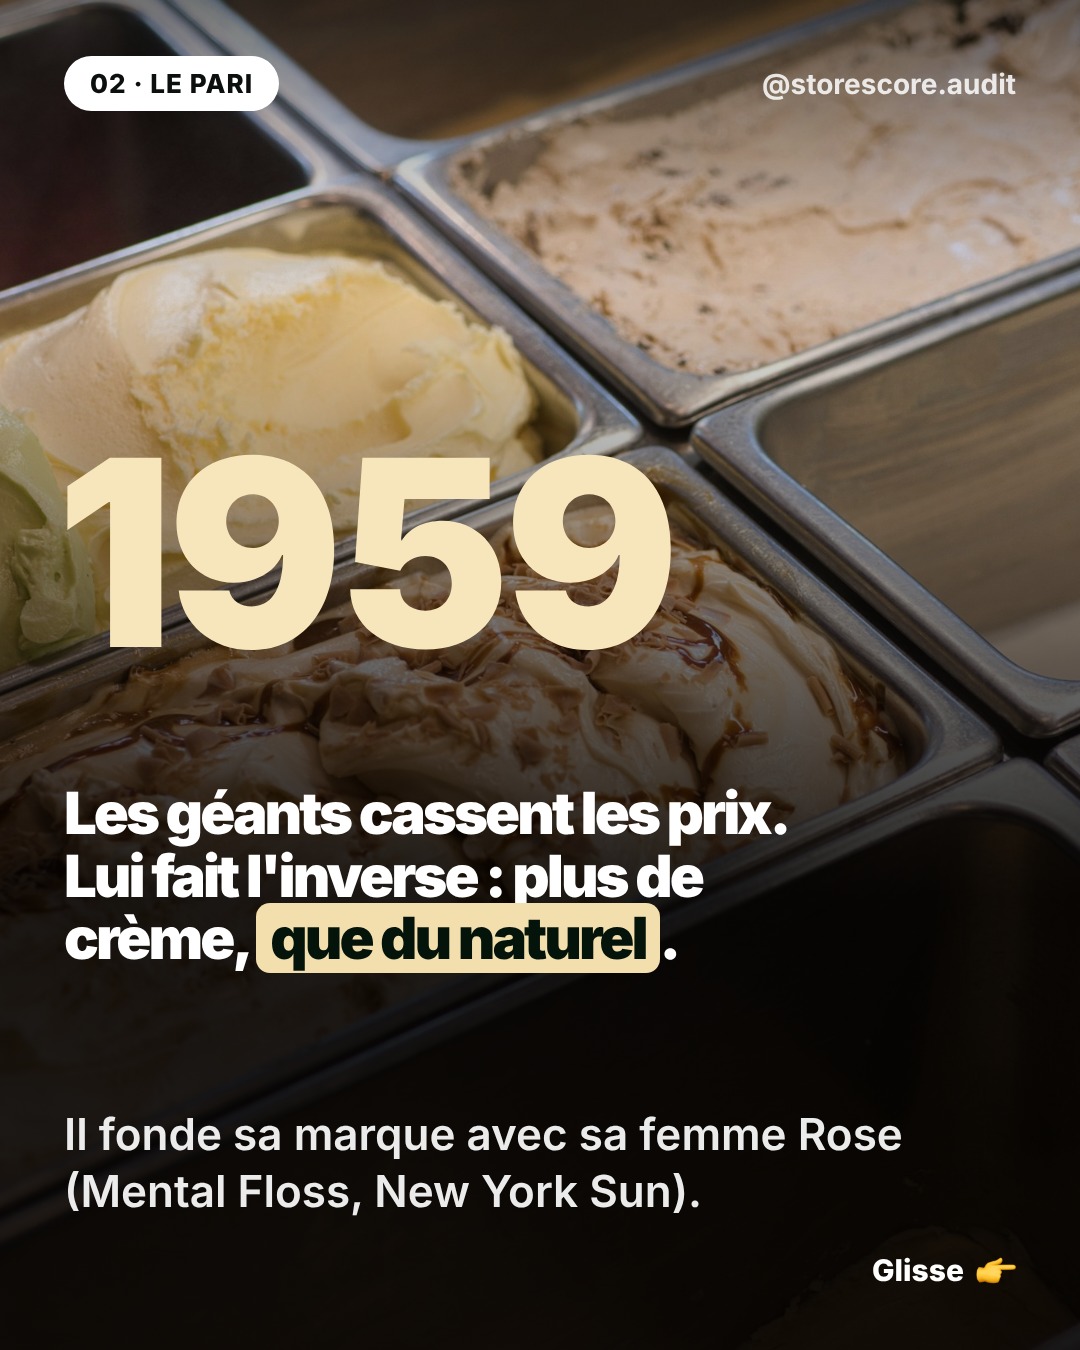 02 · LE PARI
@storescore.audit
1959
Les géants cassent les prix.
Lui fait l'inverse : plus de
crème, que du naturel.
Il fonde sa marque avec sa femme Rose
(Mental Floss, New York Sun).
Glisse 👉